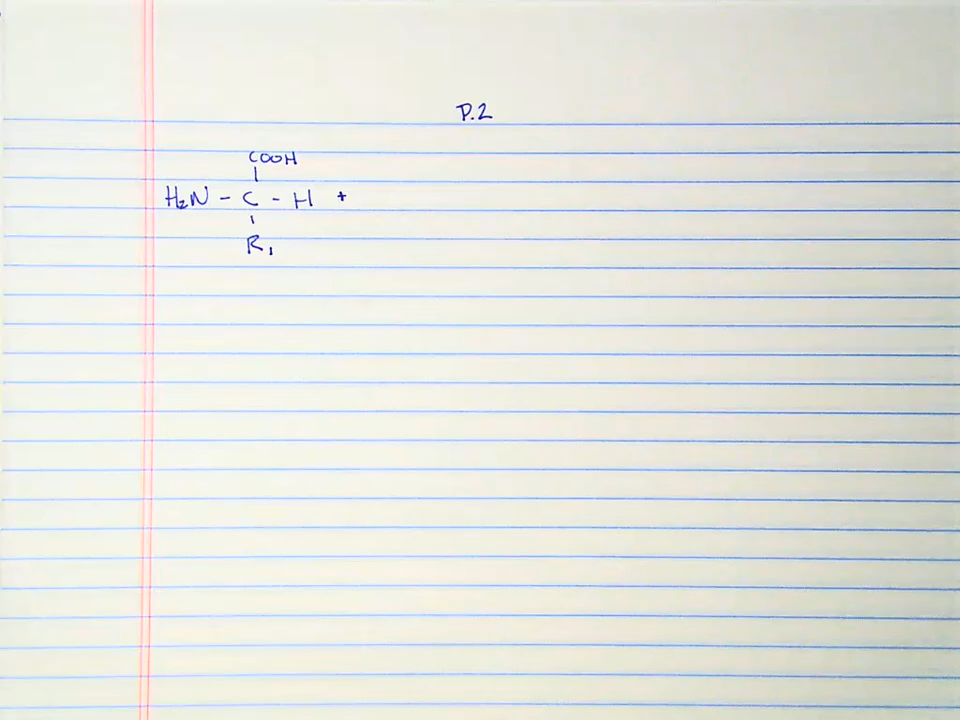 P.2
COOH
|
H₂N - C - H +
|
R₁